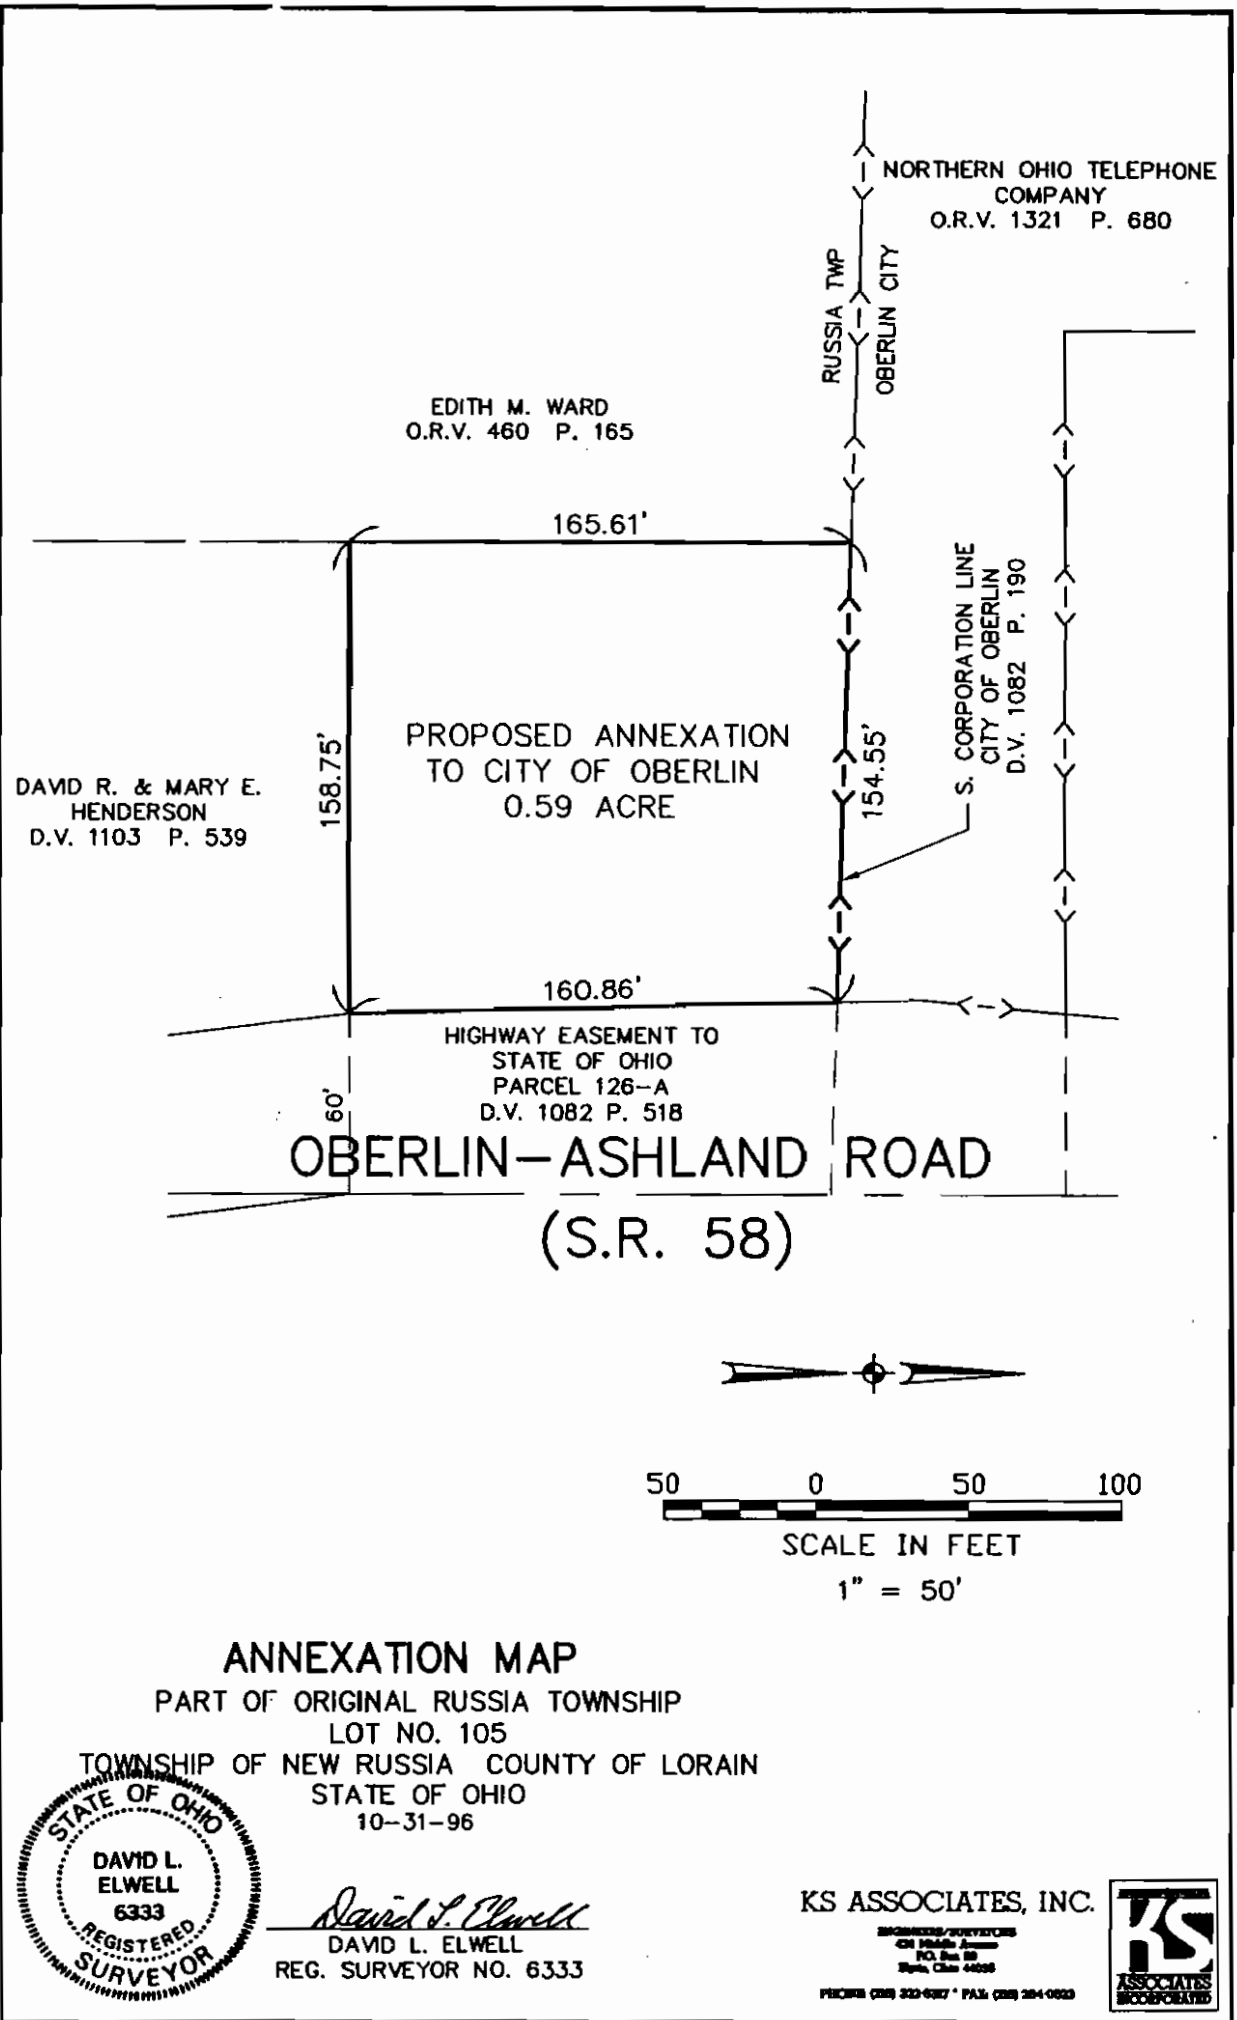 NORTHERN OHIO TELEPHONE
COMPANY
O.R.V. 1321 P. 680
RUSSIA TWP
OBERLIN CITY
EDITH M. WARD
O.R.V. 460 P. 165
165.61'
S. CORPORATION LINE
CITY OF OBERLIN
D.V. 1082 P. 190
PROPOSED ANNEXATION
TO CITY OF OBERLIN
0.59 ACRE
158.75'
154.55'
DAVID R. & MARY E.
HENDERSON
D.V. 1103 P. 539
160.86'
HIGHWAY EASEMENT TO
STATE OF OHIO
PARCEL 126-A
D.V. 1082 P. 518
60'
OBERLIN-ASHLAND ROAD
(S.R. 58)
50 0 50 100
SCALE IN FEET
1" = 50'
ANNEXATION MAP
PART OF ORIGINAL RUSSIA TOWNSHIP
LOT NO. 105
TOWNSHIP OF NEW RUSSIA COUNTY OF LORAIN
STATE OF OHIO
10-31-96
STATE OF OHIO
DAVID L.
ELWELL
6333
REGISTERED
SURVEYOR
David L. Elwell
DAVID L. ELWELL
REG. SURVEYOR NO. 6333
KS ASSOCIATES, INC.
ENGINEERS/SURVEYORS
KS
ASSOCIATES
INCORPORATED